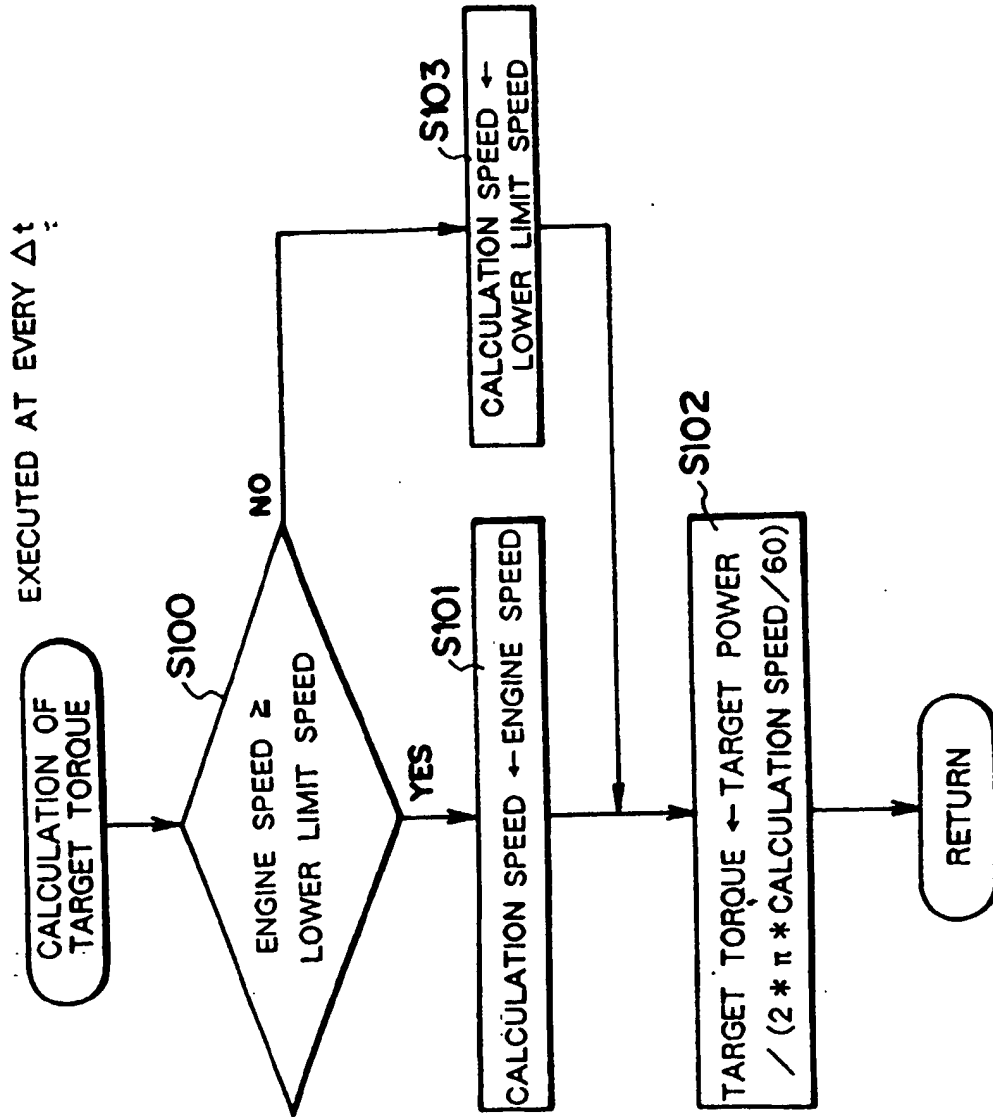 EXECUTED AT EVERY Δt
CALCULATION OF
TARGET TORQUE
S100
ENGINE SPEED ≥
LOWER LIMIT SPEED
NO
YES
S101
CALCULATION SPEED ← ENGINE SPEED
S103
CALCULATION SPEED ←
LOWER LIMIT SPEED
S102
TARGET TORQUE ← TARGET POWER
/ (2 * π * CALCULATION SPEED/60)
RETURN